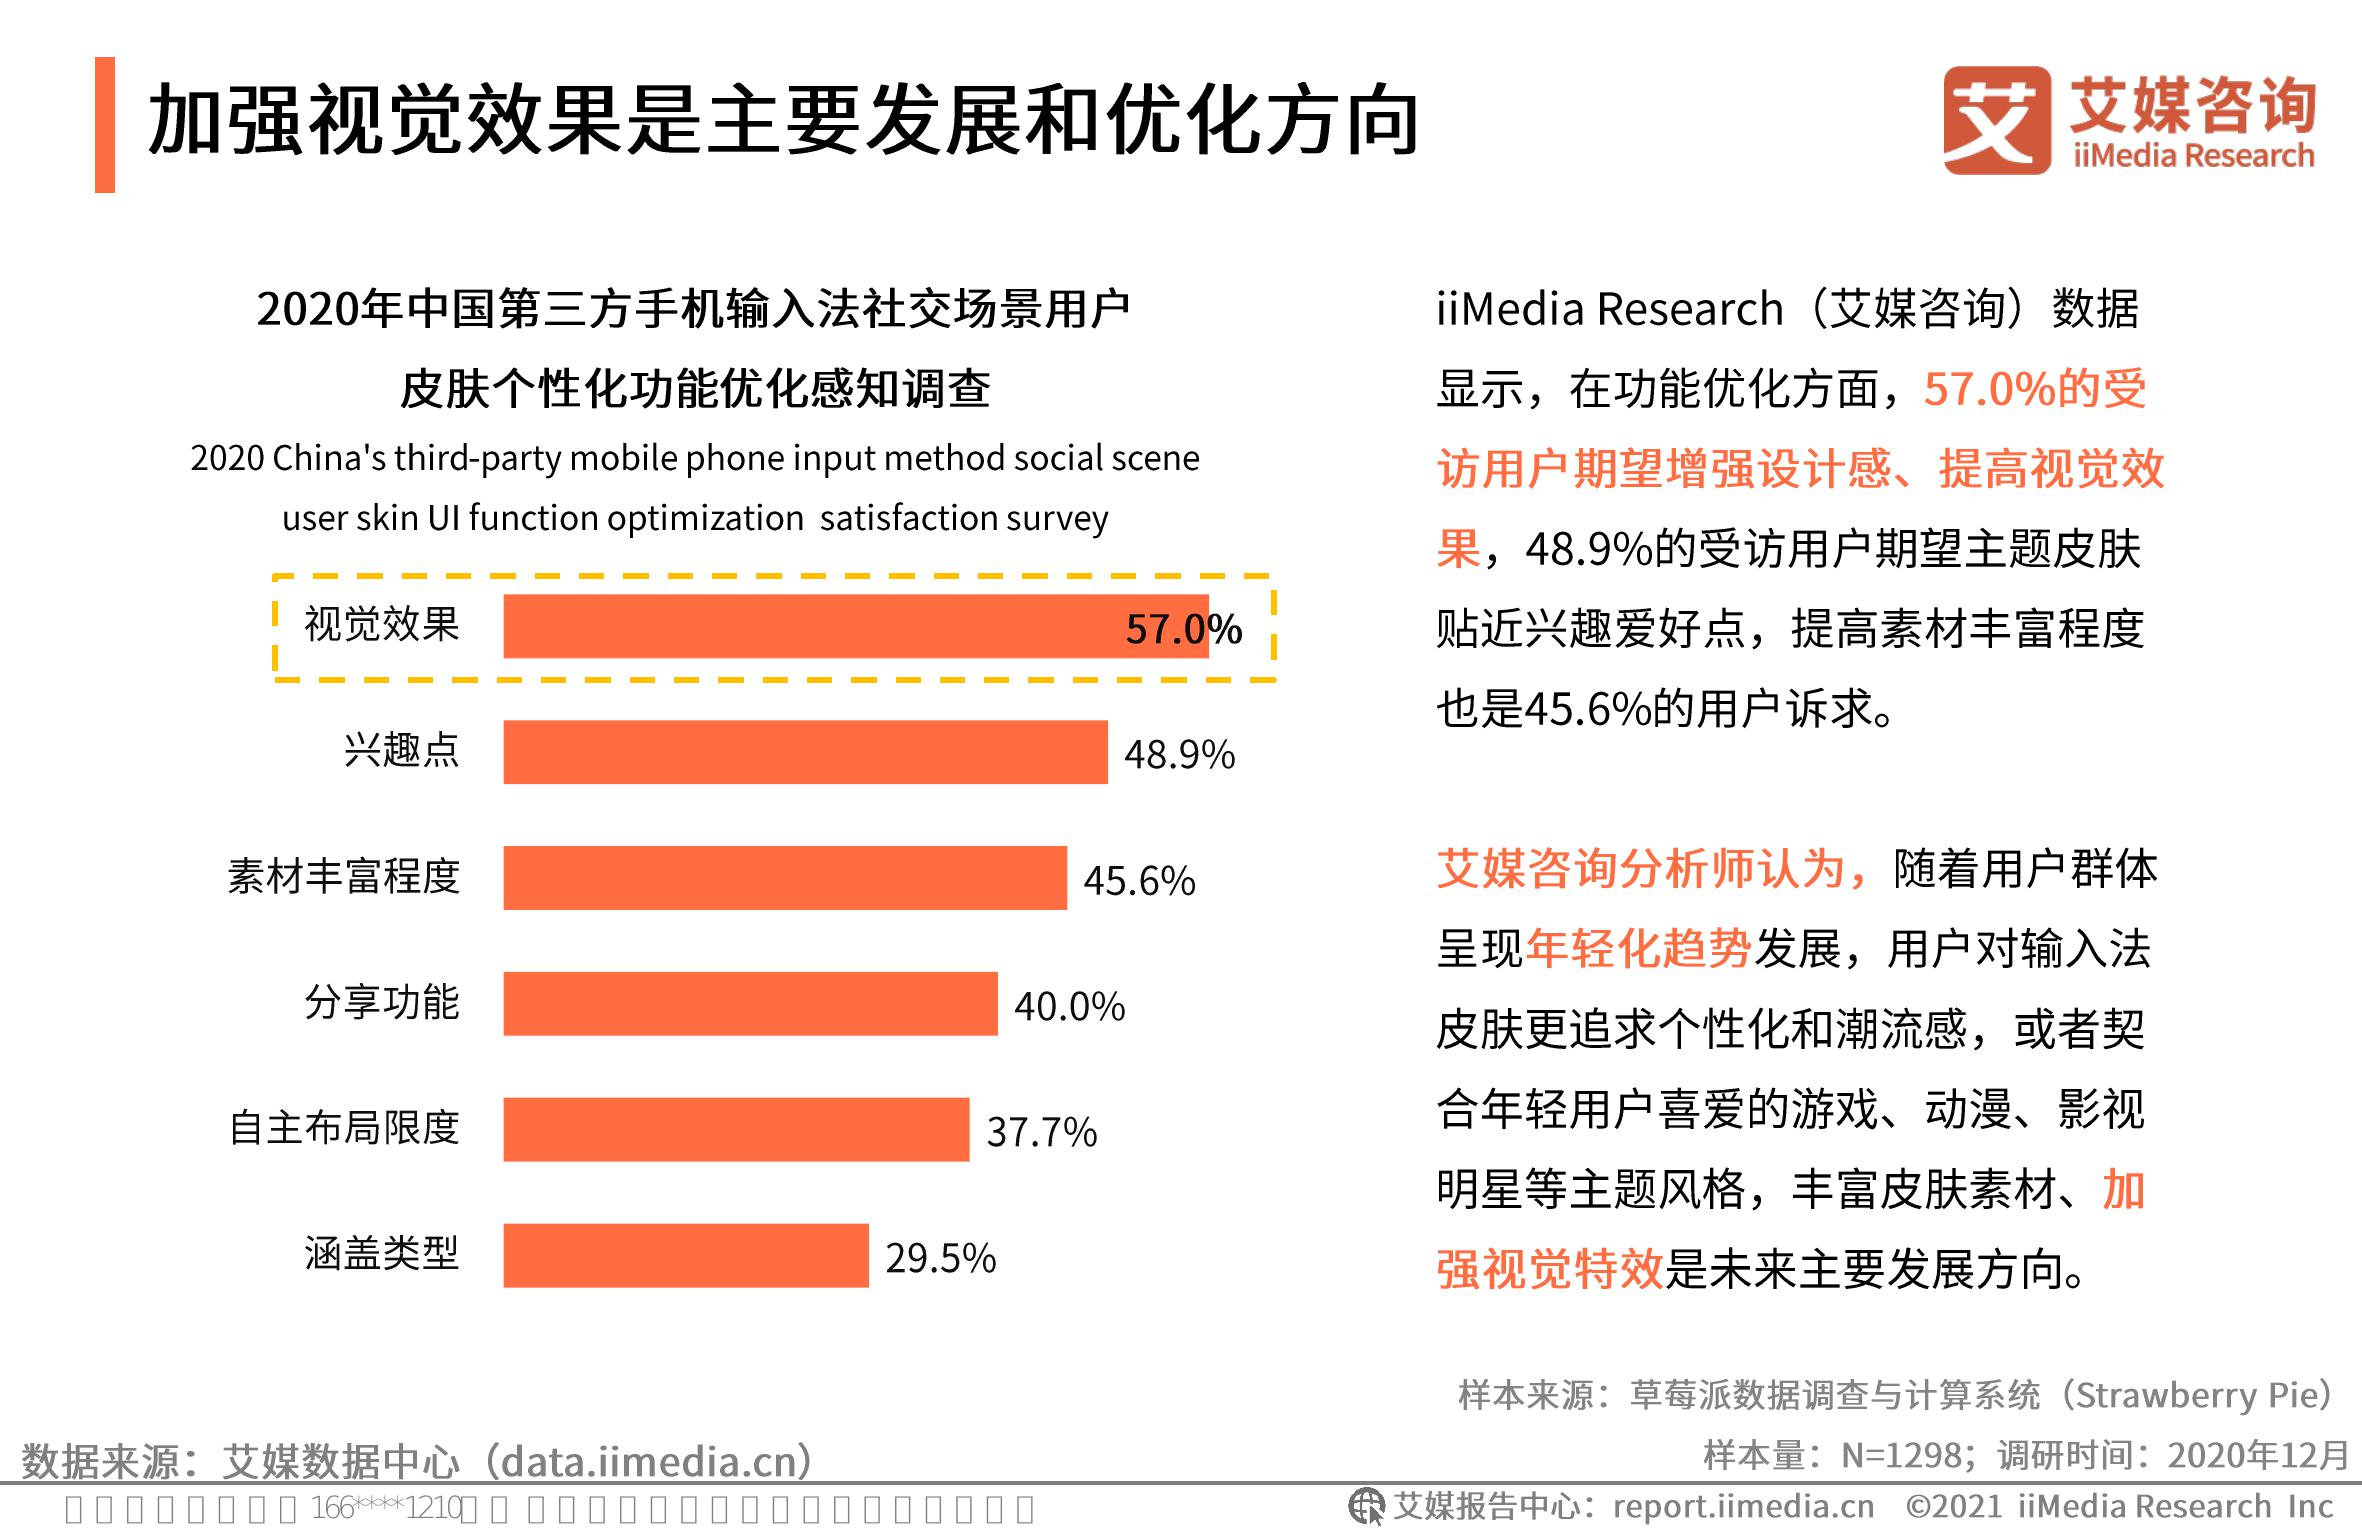 加强视觉效果是主要发展和优化方向
艾 艾媒咨询
iiMedia Research
2020年中国第三方手机输入法社交场景用户
皮肤个性化功能优化感知调查
2020 China's third-party mobile phone input method social scene
user skin UI function optimization satisfaction survey
视觉效果 57.0%
兴趣点 48.9%
素材丰富程度 45.6%
分享功能 40.0%
自主布局限度 37.7%
涵盖类型 29.5%
iiMedia Research（艾媒咨询）数据
显示，在功能优化方面，57.0%的受
访用户期望增强设计感、提高视觉效
果，48.9%的受访用户期望主题皮肤
贴近兴趣爱好点，提高素材丰富程度
也是45.6%的用户诉求。
艾媒咨询分析师认为，随着用户群体
呈现年轻化趋势发展，用户对输入法
皮肤更追求个性化和潮流感，或者契
合年轻用户喜爱的游戏、动漫、影视
明星等主题风格，丰富皮肤素材、加
强视觉特效是未来主要发展方向。
样本来源：草莓派数据调查与计算系统（Strawberry Pie）
数据来源：艾媒数据中心（data.iimedia.cn）
样本量：N=1298；调研时间：2020年12月
166****1210
艾媒报告中心：report.iimedia.cn ©2021 iiMedia Research Inc